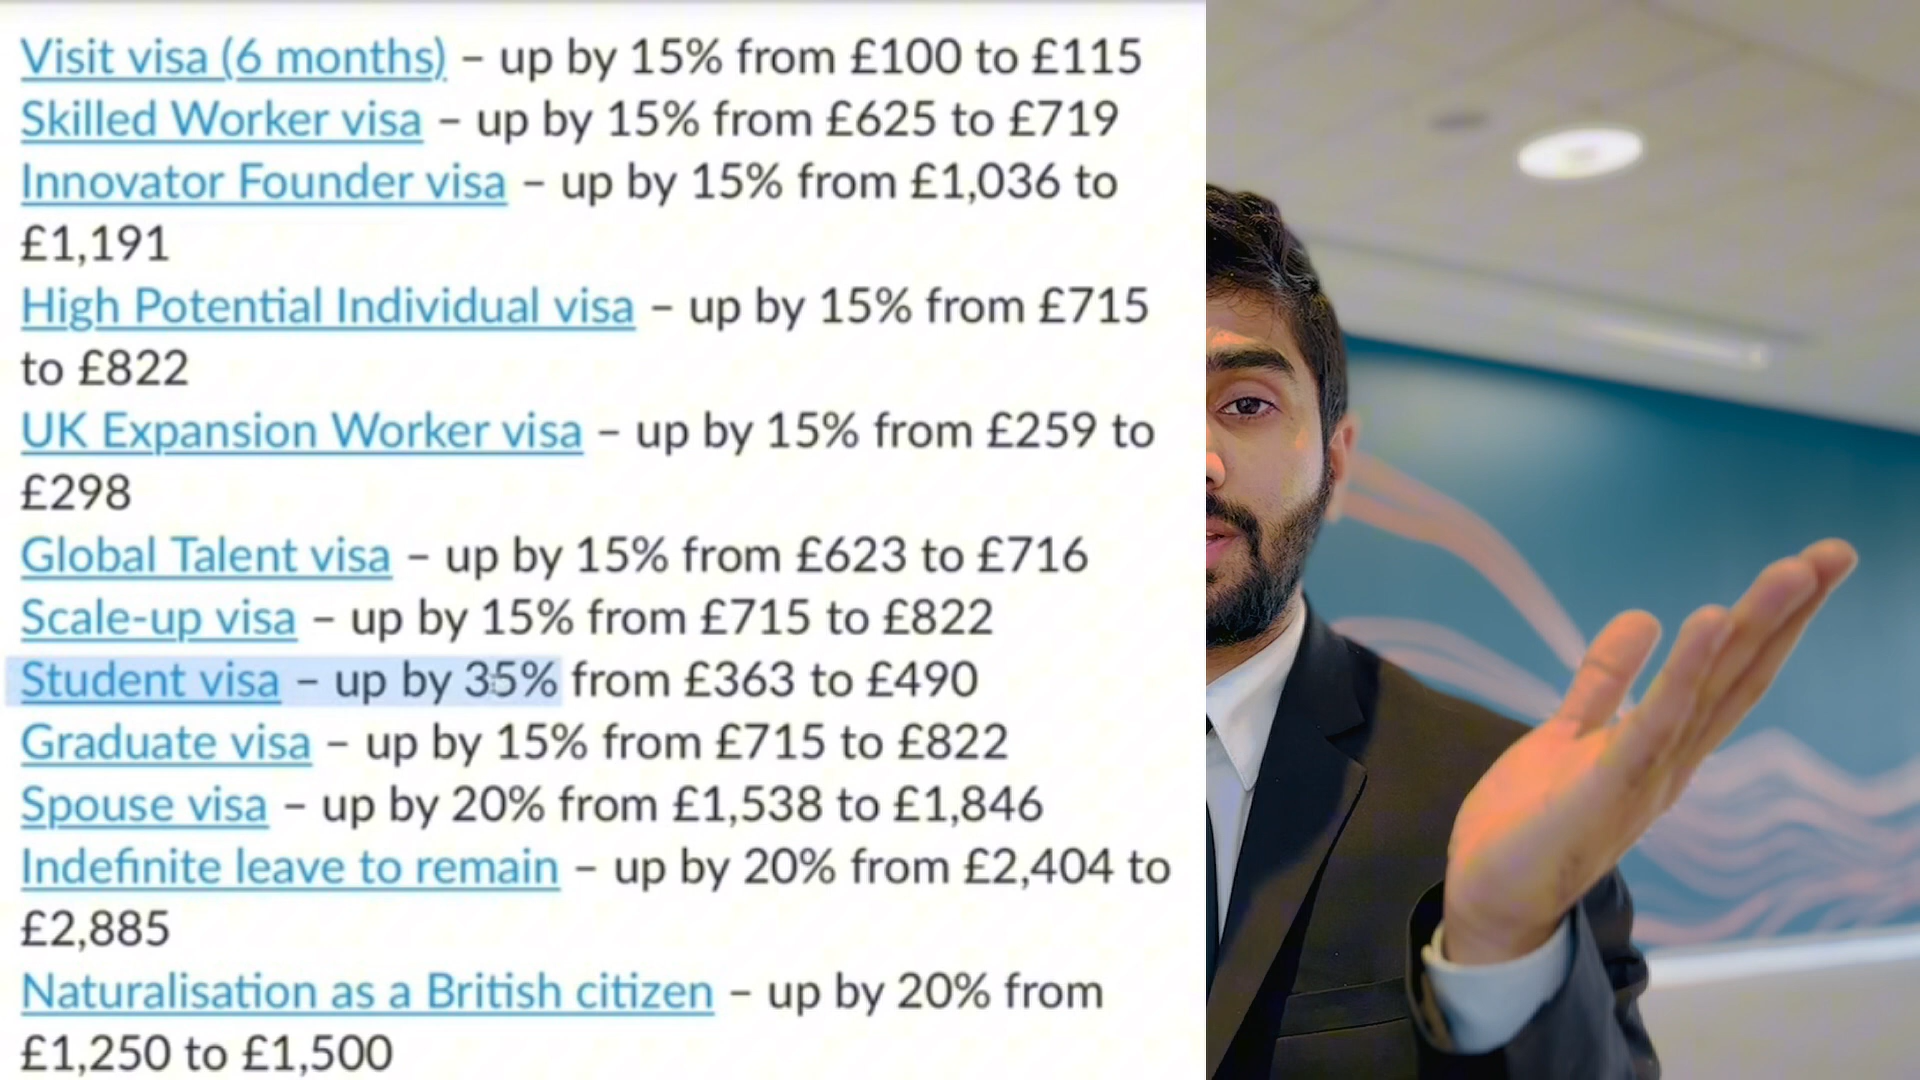 Visit visa (6 months) – up by 15% from £100 to £115
Skilled Worker visa – up by 15% from £625 to £719
Innovator Founder visa – up by 15% from £1,036 to
£1,191
High Potential Individual visa – up by 15% from £715
to £822
UK Expansion Worker visa – up by 15% from £259 to
£298
Global Talent visa – up by 15% from £623 to £716
Scale-up visa – up by 15% from £715 to £822
Student visa – up by 35% from £363 to £490
Graduate visa – up by 15% from £715 to £822
Spouse visa – up by 20% from £1,538 to £1,846
Indefinite leave to remain – up by 20% from £2,404 to
£2,885
Naturalisation as a British citizen – up by 20% from
£1,250 to £1,500